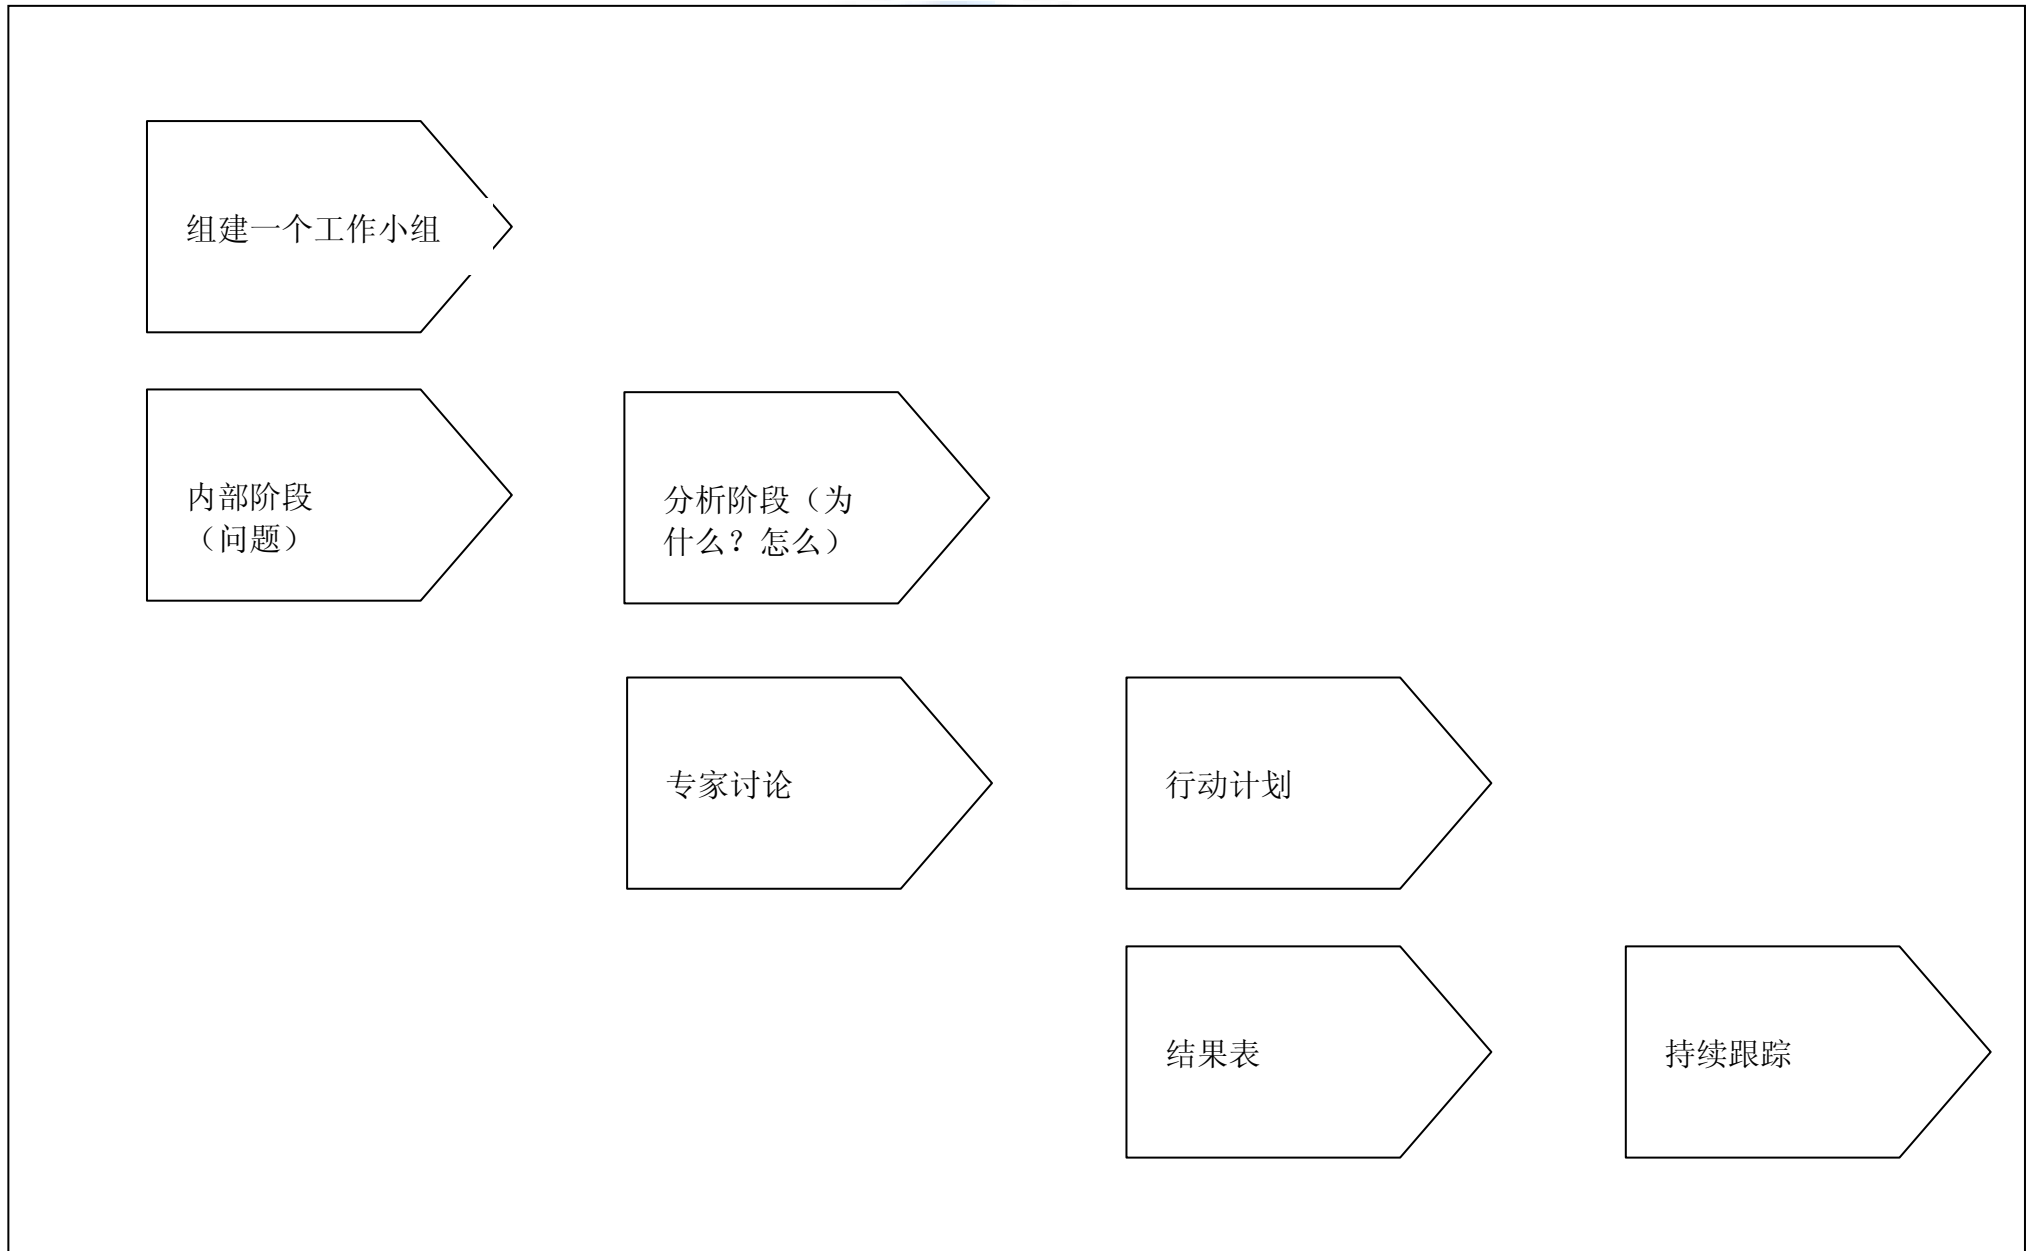 组建一个工作小组
内部阶段
（问题）
分析阶段（为
什么？怎么）
专家讨论
行动计划
结果表
持续跟踪